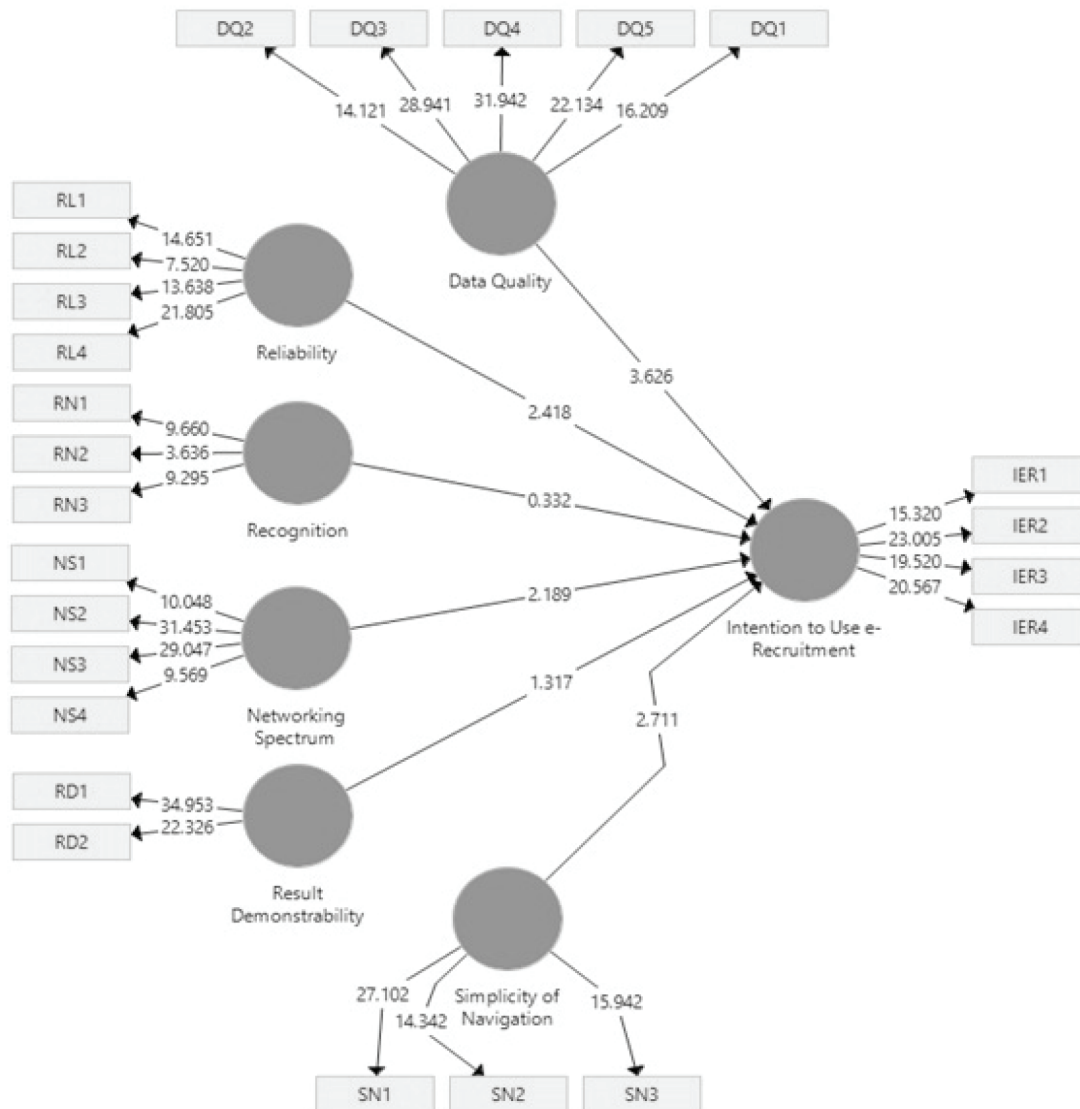 DQ2
DQ3
DQ4
DQ5
DQ1
14.121
28.941
31.942
22.134
16.209
Data Quality
RL1
RL2
RL3
RL4
14.651
7.520
13.638
21.805
Reliability
3.626
2.418
RN1
RN2
RN3
9.660
3.636
9.295
Recognition
0.332
IER1
IER2
IER3
IER4
15.320
23.005
19.520
20.567
Intention to Use e-
Recruitment
NS1
NS2
NS3
NS4
10.048
31.453
29.047
9.569
Networking
Spectrum
2.189
1.317
2.711
RD1
RD2
34.953
22.326
Result
Demonstrability
Simplicity of
Navigation
27.102
14.342
15.942
SN1
SN2
SN3